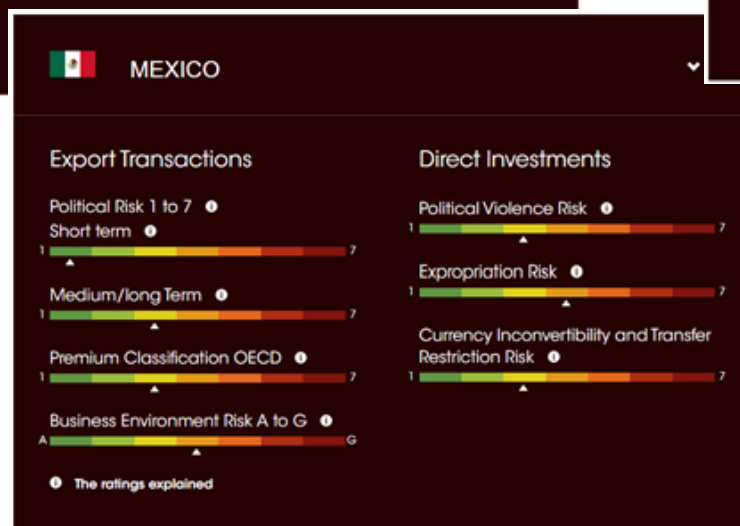 MEXICO
Export Transactions
Political Risk 1 to 7
Short term
1 7
Medium/long Term
1 7
Premium Classification OECD
1 7
Business Environment Risk A to G
A G
The ratings explained
Direct Investments
Political Violence Risk
1 7
Expropriation Risk
1 7
Currency Inconvertibility and Transfer
Restriction Risk
1 7